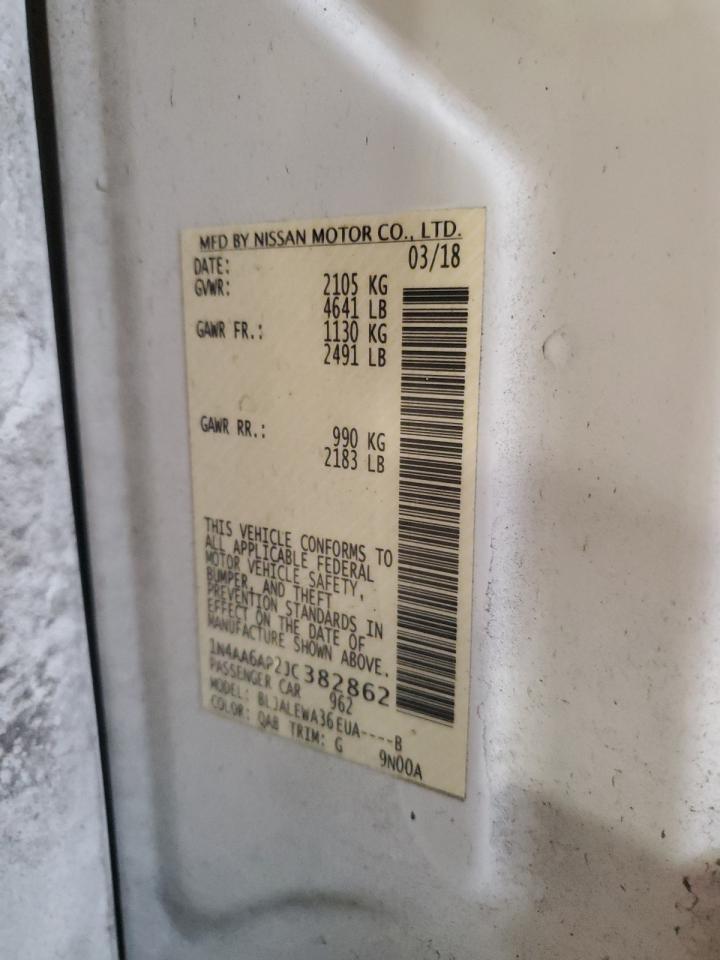 MFD BY NISSAN MOTOR CO., LTD.
DATE: 03/18
GVWR: 2105 KG
4641 LB
GAWR FR.: 1130 KG
2491 LB
GAWR RR.: 990 KG
2183 LB
THIS VEHICLE CONFORMS TO
ALL APPLICABLE FEDERAL
MOTOR VEHICLE SAFETY,
BUMPER, AND THEFT
PREVENTION STANDARDS IN
EFFECT ON THE DATE OF
MANUFACTURE SHOWN ABOVE.
1N4AA6AP2JC382862
PASSENGER CAR 962
MODEL: BLJALEWA36EUA----B
COLOR: QAB TRIM: G 9N00A